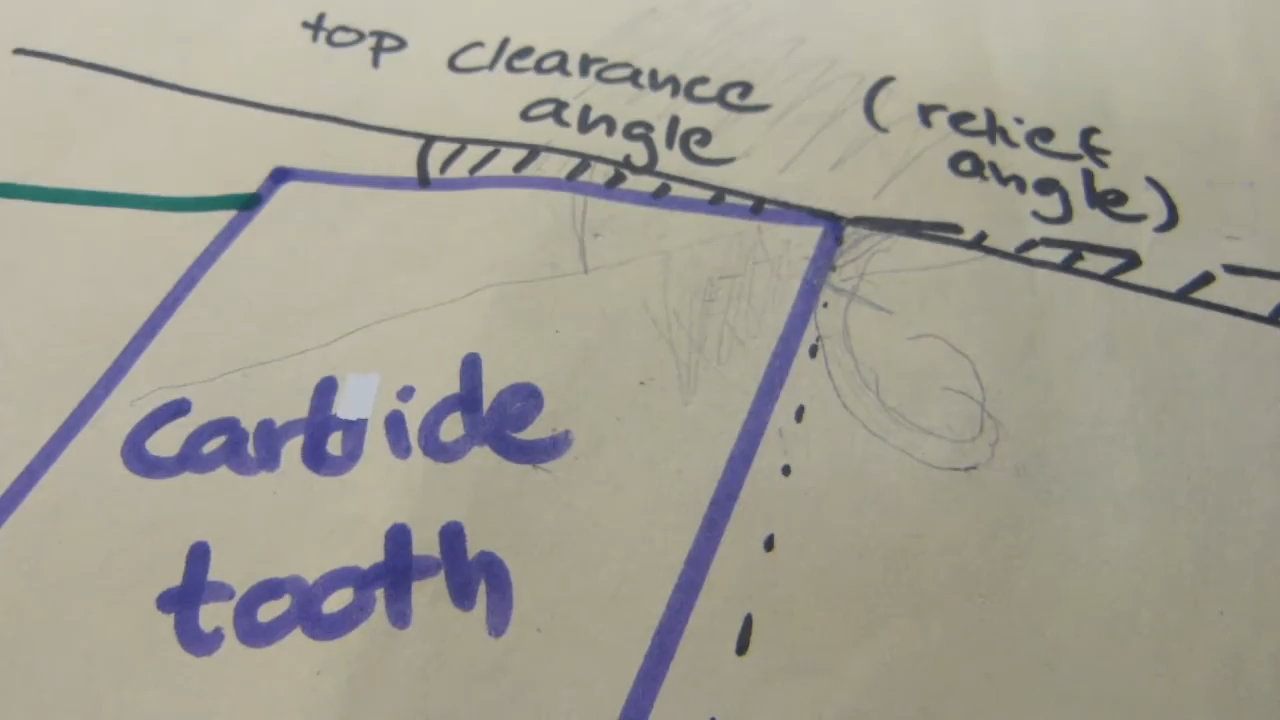 top clearance
angle
(relief
angle)
carbide
tooth